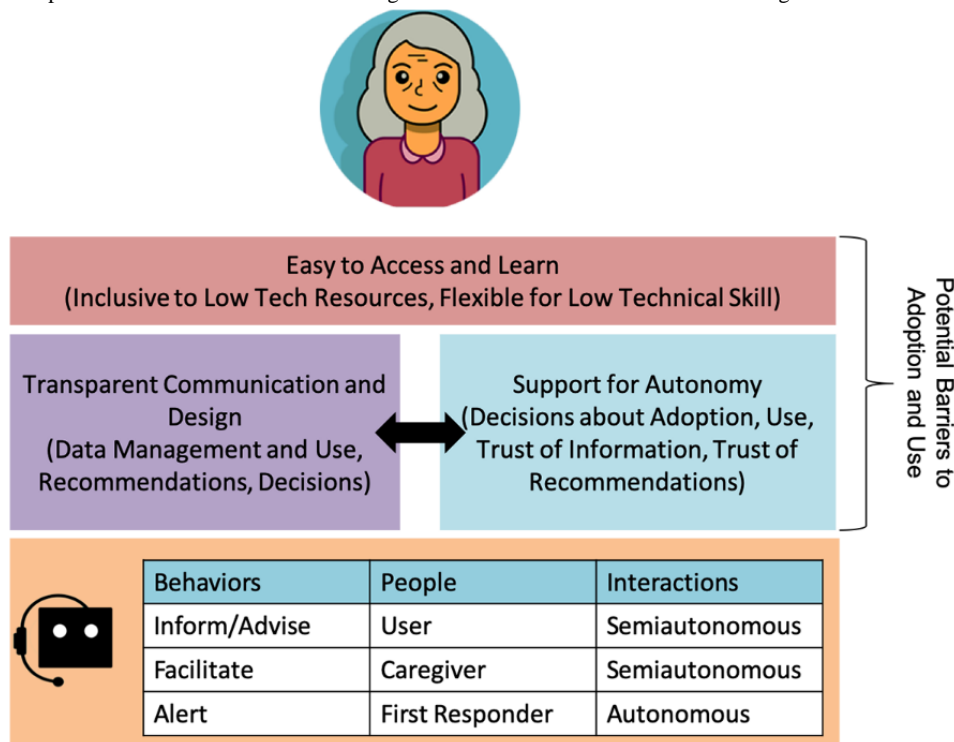 Easy to Access and Learn
(Inclusive to Low Tech Resources, Flexible for Low Technical Skill)
Transparent Communication and
Design
(Data Management and Use,
Recommendations, Decisions)
Support for Autonomy
(Decisions about Adoption, Use,
Trust of Information, Trust of
Recommendations)
Potential Barriers to
Adoption and Use
Behaviors People Interactions
Inform/Advise User Semiautonomous
Facilitate Caregiver Semiautonomous
Alert First Responder Autonomous